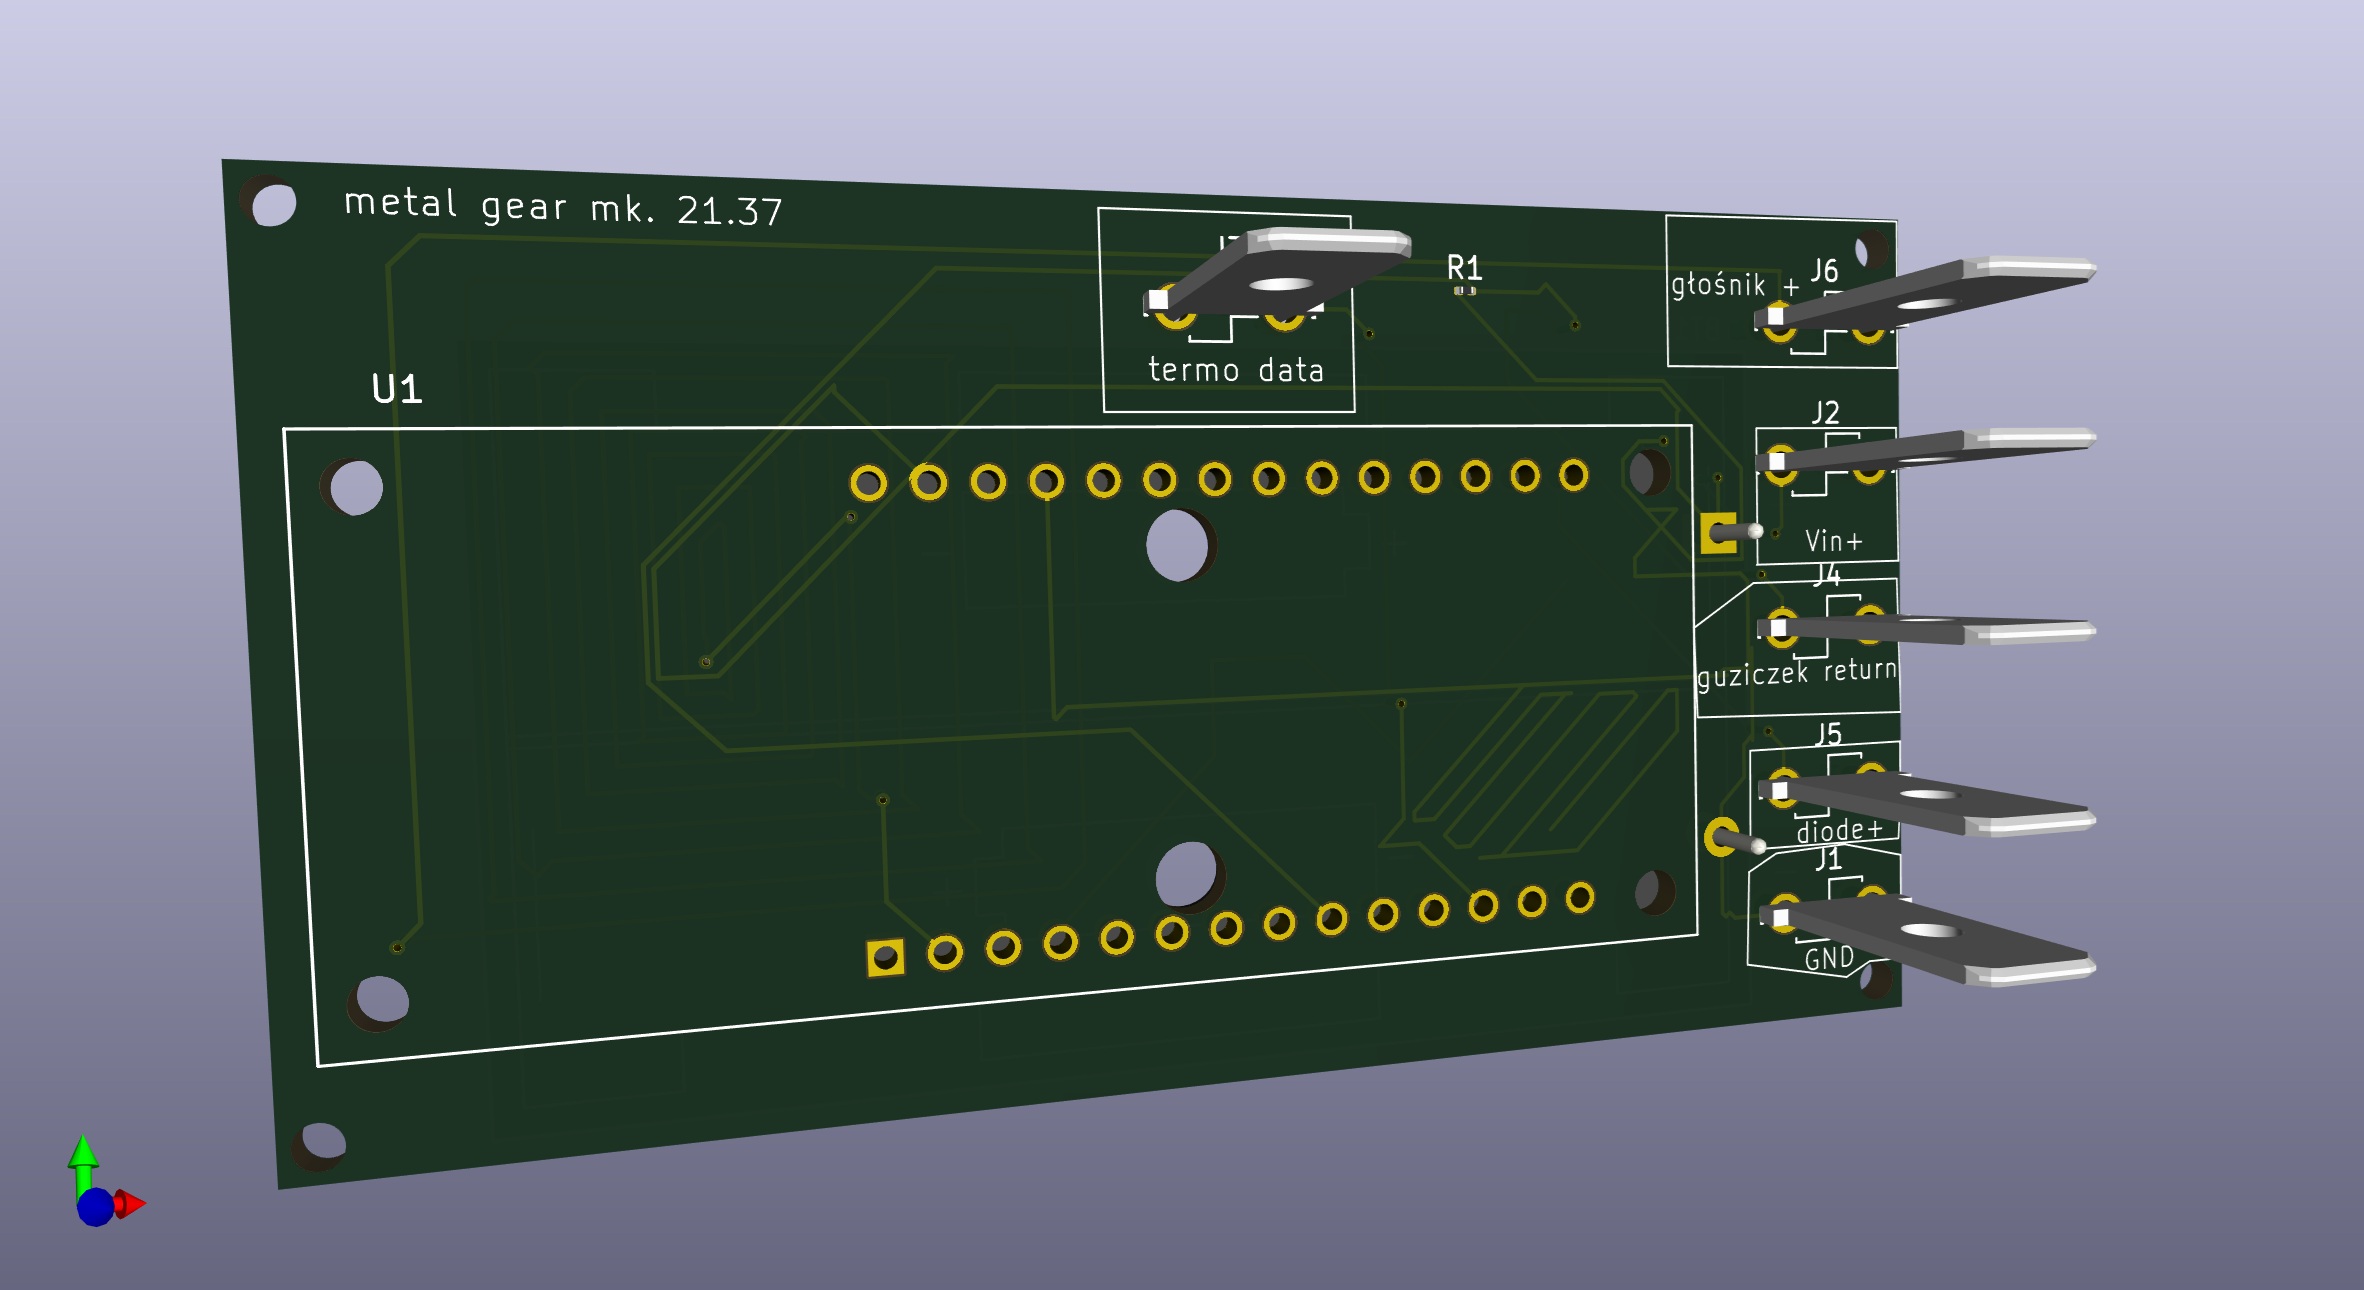 metal gear mk. 21.37
R1
głośnik +
J6
termo data
U1
J2
Vin+
J4
guziczek return
J5
diode+
J1
GND